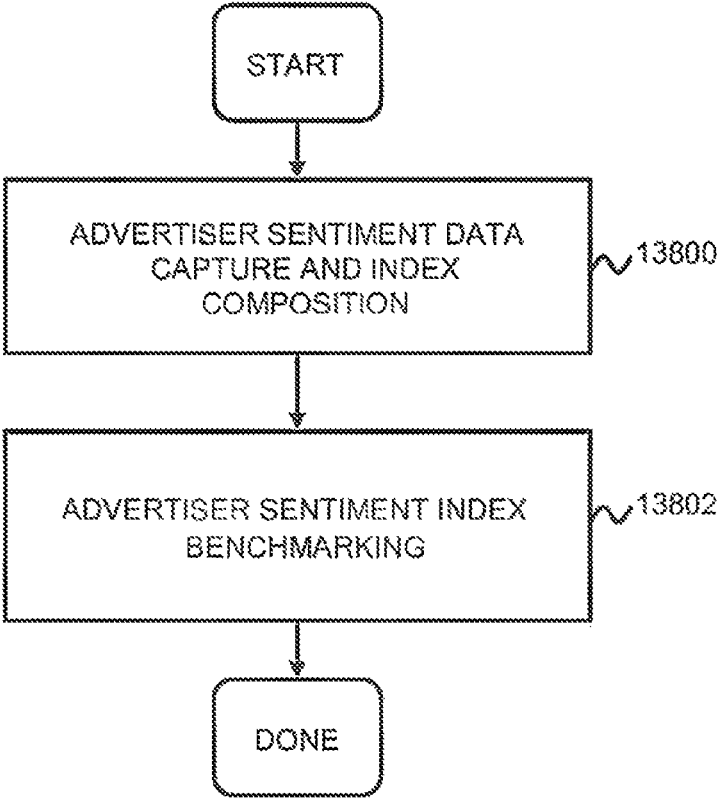 START
ADVERTISER SENTIMENT DATA
CAPTURE AND INDEX
COMPOSITION
13800
ADVERTISER SENTIMENT INDEX
BENCHMARKING
13802
DONE